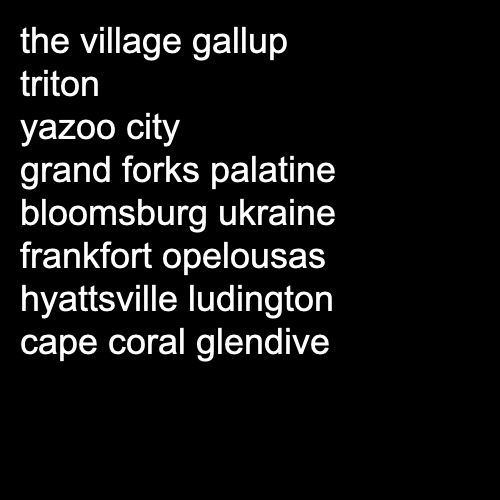 the village gallup
triton
yazoo city
grand forks palatine
bloomsburg ukraine
frankfort opelousas
hyattsville ludington
cape coral glendive